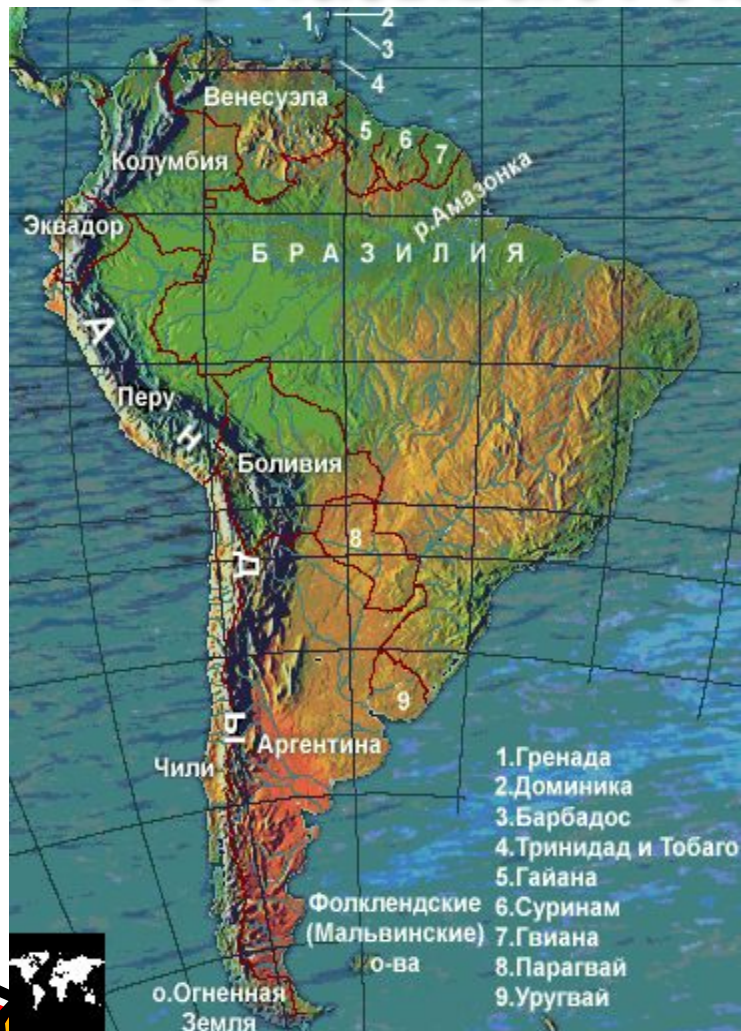 1
2
3
4
Венесуэла
5
6
7
Колумбия
р.Амазонка
Эквадор
БРАЗИЛИЯ
АНДЫ
Перу
Боливия
8
9
Аргентина
Чили
1.Гренада
2.Доминика
3.Барбадос
4.Тринидад и Тобаго
5.Гайана
6.Суринам
7.Гвиана
8.Парагвай
9.Уругвай
Фолклендские
(Мальвинские)
о-ва
о.Огненная
Земля